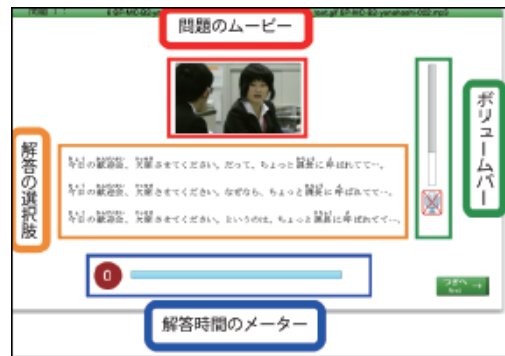 問題のムービー
ボリュームバー
解答の選択肢
今日の歓迎会、欠席させてください。だって、ちょっと課長に呼ばれてて…。
今日の歓迎会、欠席させてください。なぜなら、ちょっと課長に呼ばれてて…。
今日の歓迎会、欠席させてください。というのは、ちょっと課長に呼ばれてて…。
0
つぎへ
Next
解答時間のメーター